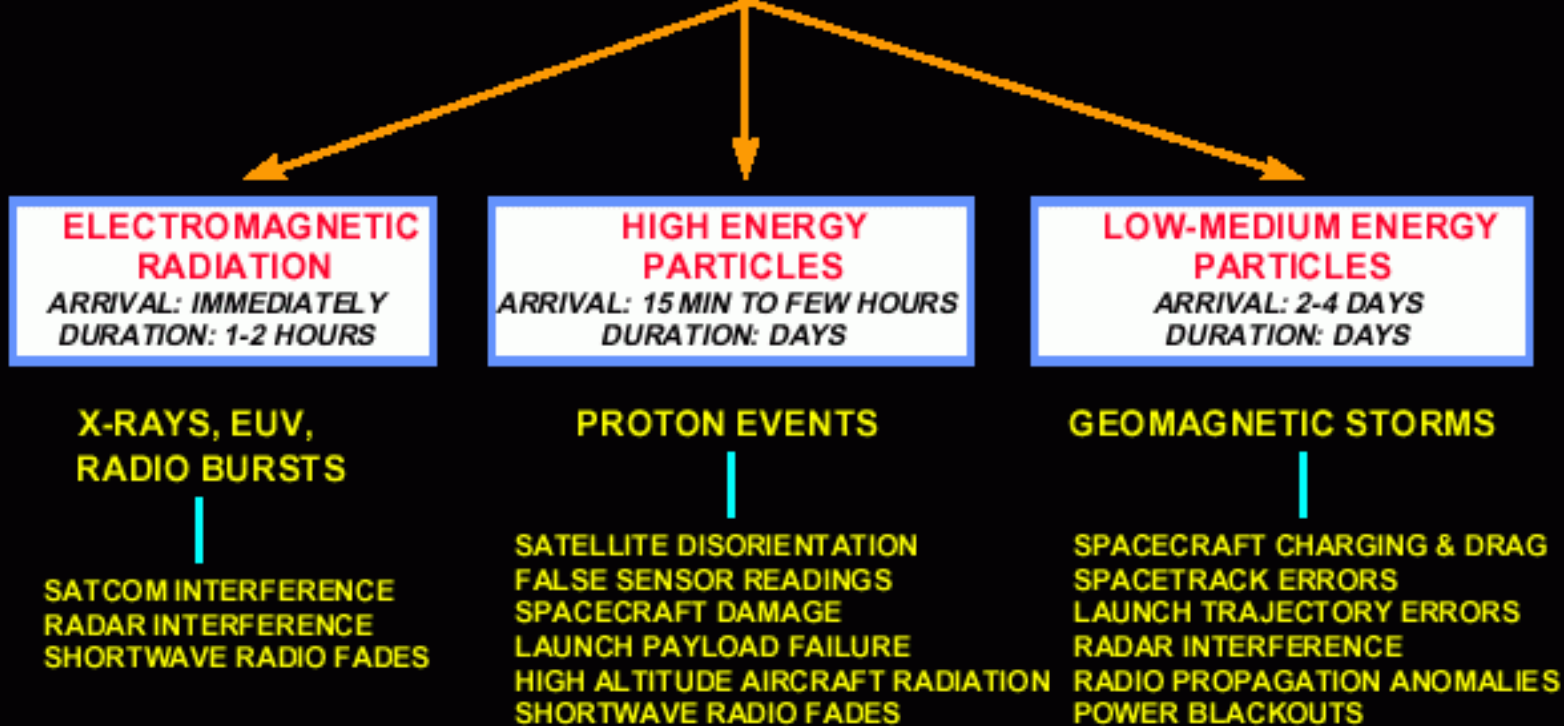 ELECTROMAGNETIC
RADIATION
ARRIVAL: IMMEDIATELY
DURATION: 1-2 HOURS
X-RAYS, EUV,
RADIO BURSTS
SATCOM INTERFERENCE
RADAR INTERFERENCE
SHORTWAVE RADIO FADES
HIGH ENERGY
PARTICLES
ARRIVAL: 15 MIN TO FEW HOURS
DURATION: DAYS
PROTON EVENTS
SATELLITE DISORIENTATION
FALSE SENSOR READINGS
SPACECRAFT DAMAGE
LAUNCH PAYLOAD FAILURE
HIGH ALTITUDE AIRCRAFT RADIATION
SHORTWAVE RADIO FADES
LOW-MEDIUM ENERGY
PARTICLES
ARRIVAL: 2-4 DAYS
DURATION: DAYS
GEOMAGNETIC STORMS
SPACECRAFT CHARGING & DRAG
SPACETRACK ERRORS
LAUNCH TRAJECTORY ERRORS
RADAR INTERFERENCE
RADIO PROPAGATION ANOMALIES
POWER BLACKOUTS